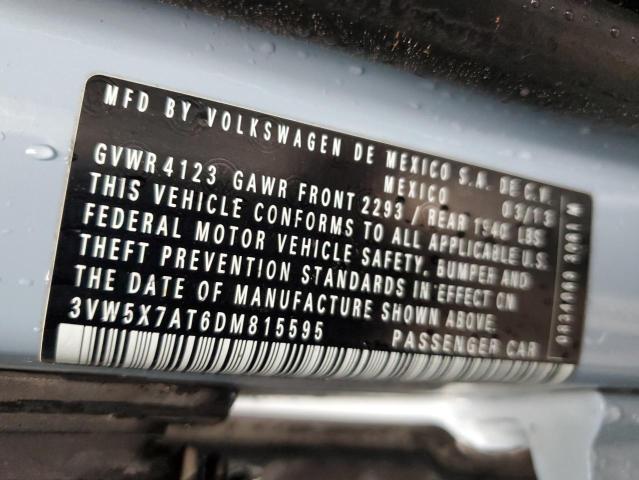 MFD BY VOLKSWAGEN DE MEXICO S.A. DE C.V.
MEXICO 03/13
GVWR 4123 GAWR FRONT 2293 / REAR 1940 LBS
THIS VEHICLE CONFORMS TO ALL APPLICABLE U.S.
FEDERAL MOTOR VEHICLE SAFETY, BUMPER AND
THEFT PREVENTION STANDARDS IN EFFECT ON
THE DATE OF MANUFACTURE SHOWN ABOVE.
3VW5X7AT6DM815595 PASSENGER CAR